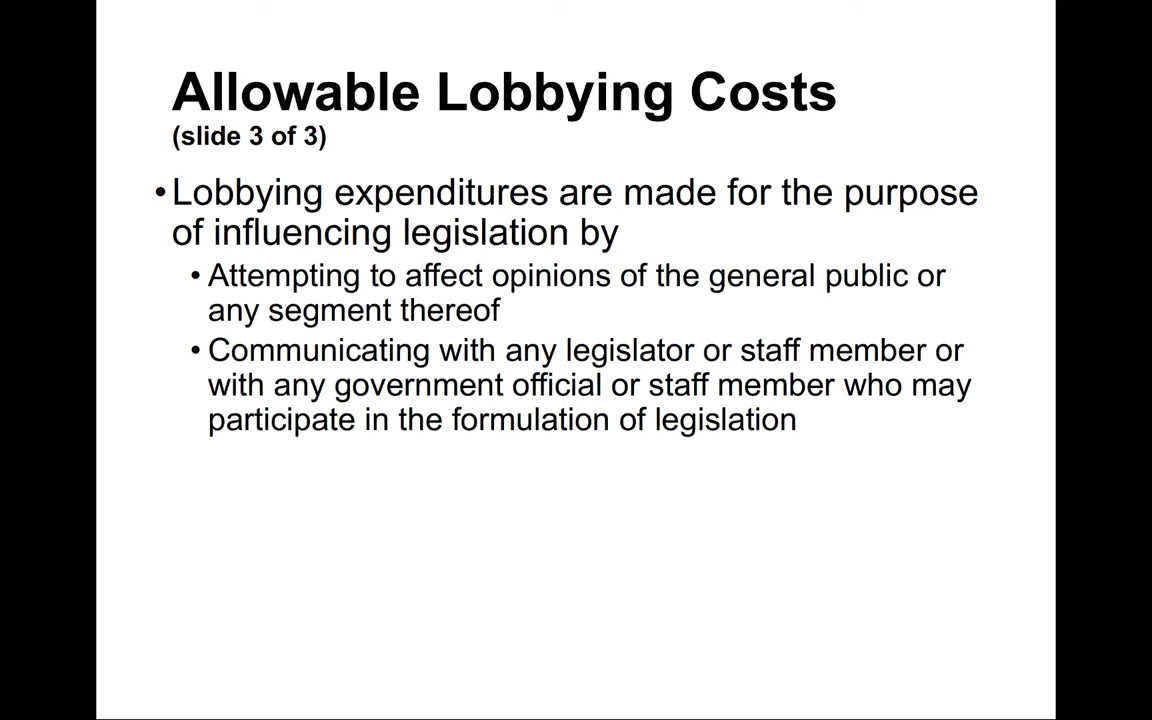 Allowable Lobbying Costs
(slide 3 of 3)
•Lobbying expenditures are made for the purpose
of influencing legislation by
•Attempting to affect opinions of the general public or
any segment thereof
•Communicating with any legislator or staff member or
with any government official or staff member who may
participate in the formulation of legislation